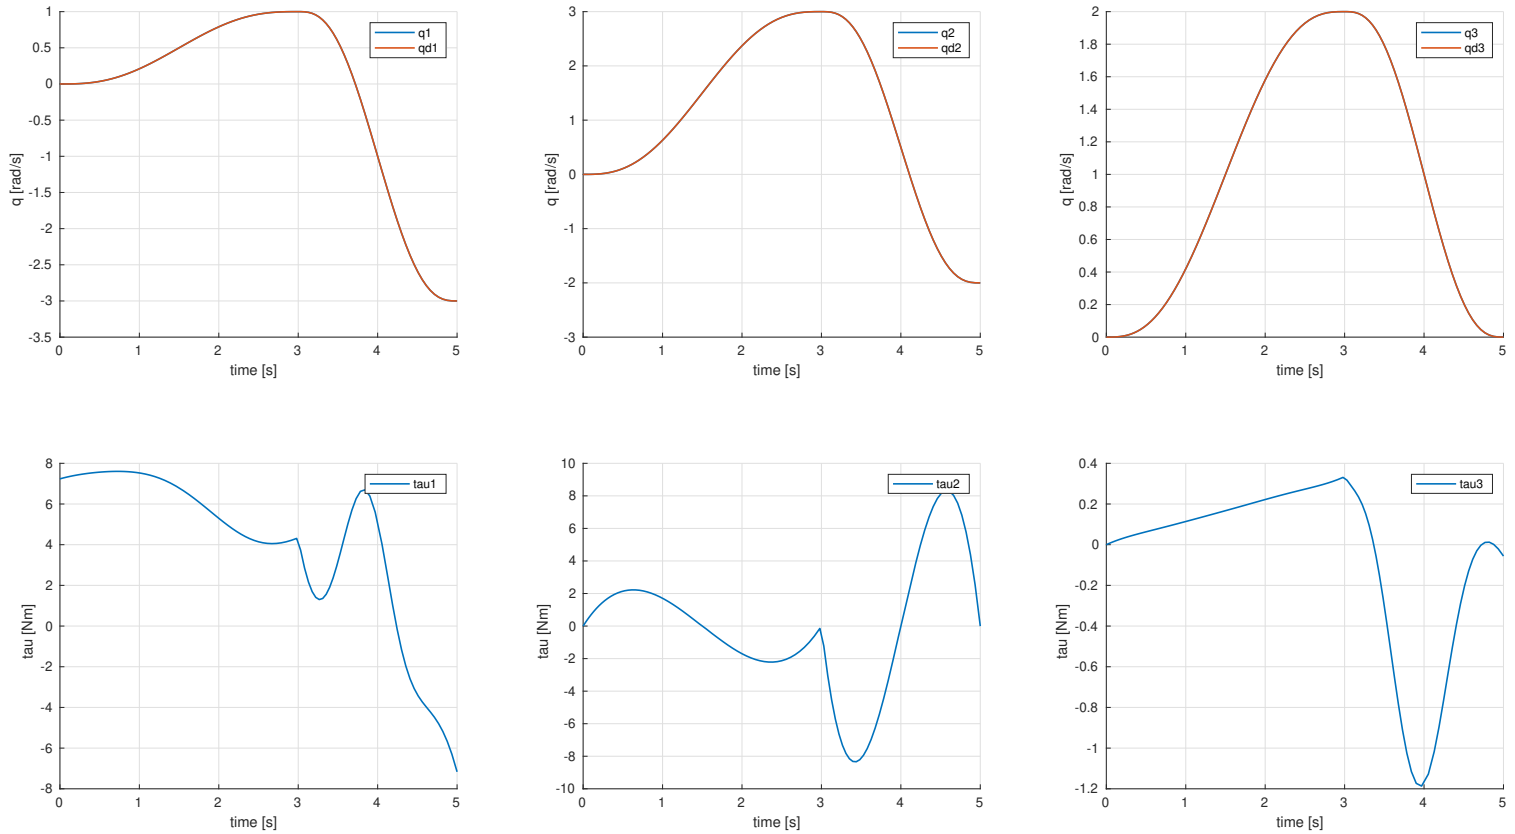 1
0.5
0
-0.5
-1
-1.5
-2
-2.5
-3
-3.5
q [rad/s]
0 1 2 3 4 5
time [s]
q1
qd1
3
2
1
0
-1
-2
-3
q [rad/s]
0 1 2 3 4 5
time [s]
q2
qd2
2
1.8
1.6
1.4
1.2
1
0.8
0.6
0.4
0.2
0
q [rad/s]
0 1 2 3 4 5
time [s]
q3
qd3
8
6
4
2
0
-2
-4
-6
-8
tau [Nm]
0 1 2 3 4 5
time [s]
tau1
10
8
6
4
2
0
-2
-4
-6
-8
-10
tau [Nm]
0 1 2 3 4 5
time [s]
tau2
0.4
0.2
0
-0.2
-0.4
-0.6
-0.8
-1
-1.2
tau [Nm]
0 1 2 3 4 5
time [s]
tau3